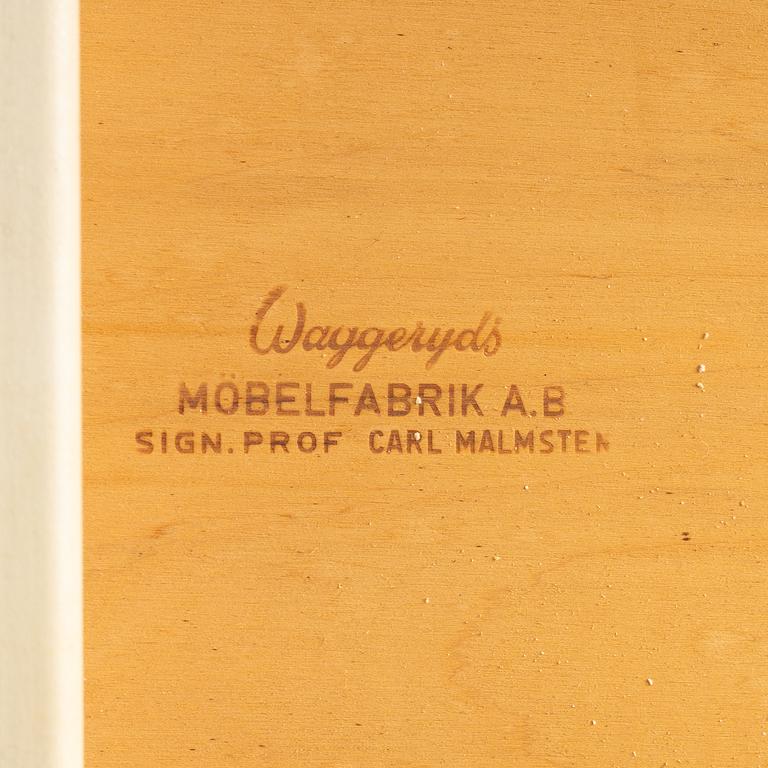 Waggeryds
MÖBELFABRIK A.B
SIGN. PROF CARL MALMSTEN